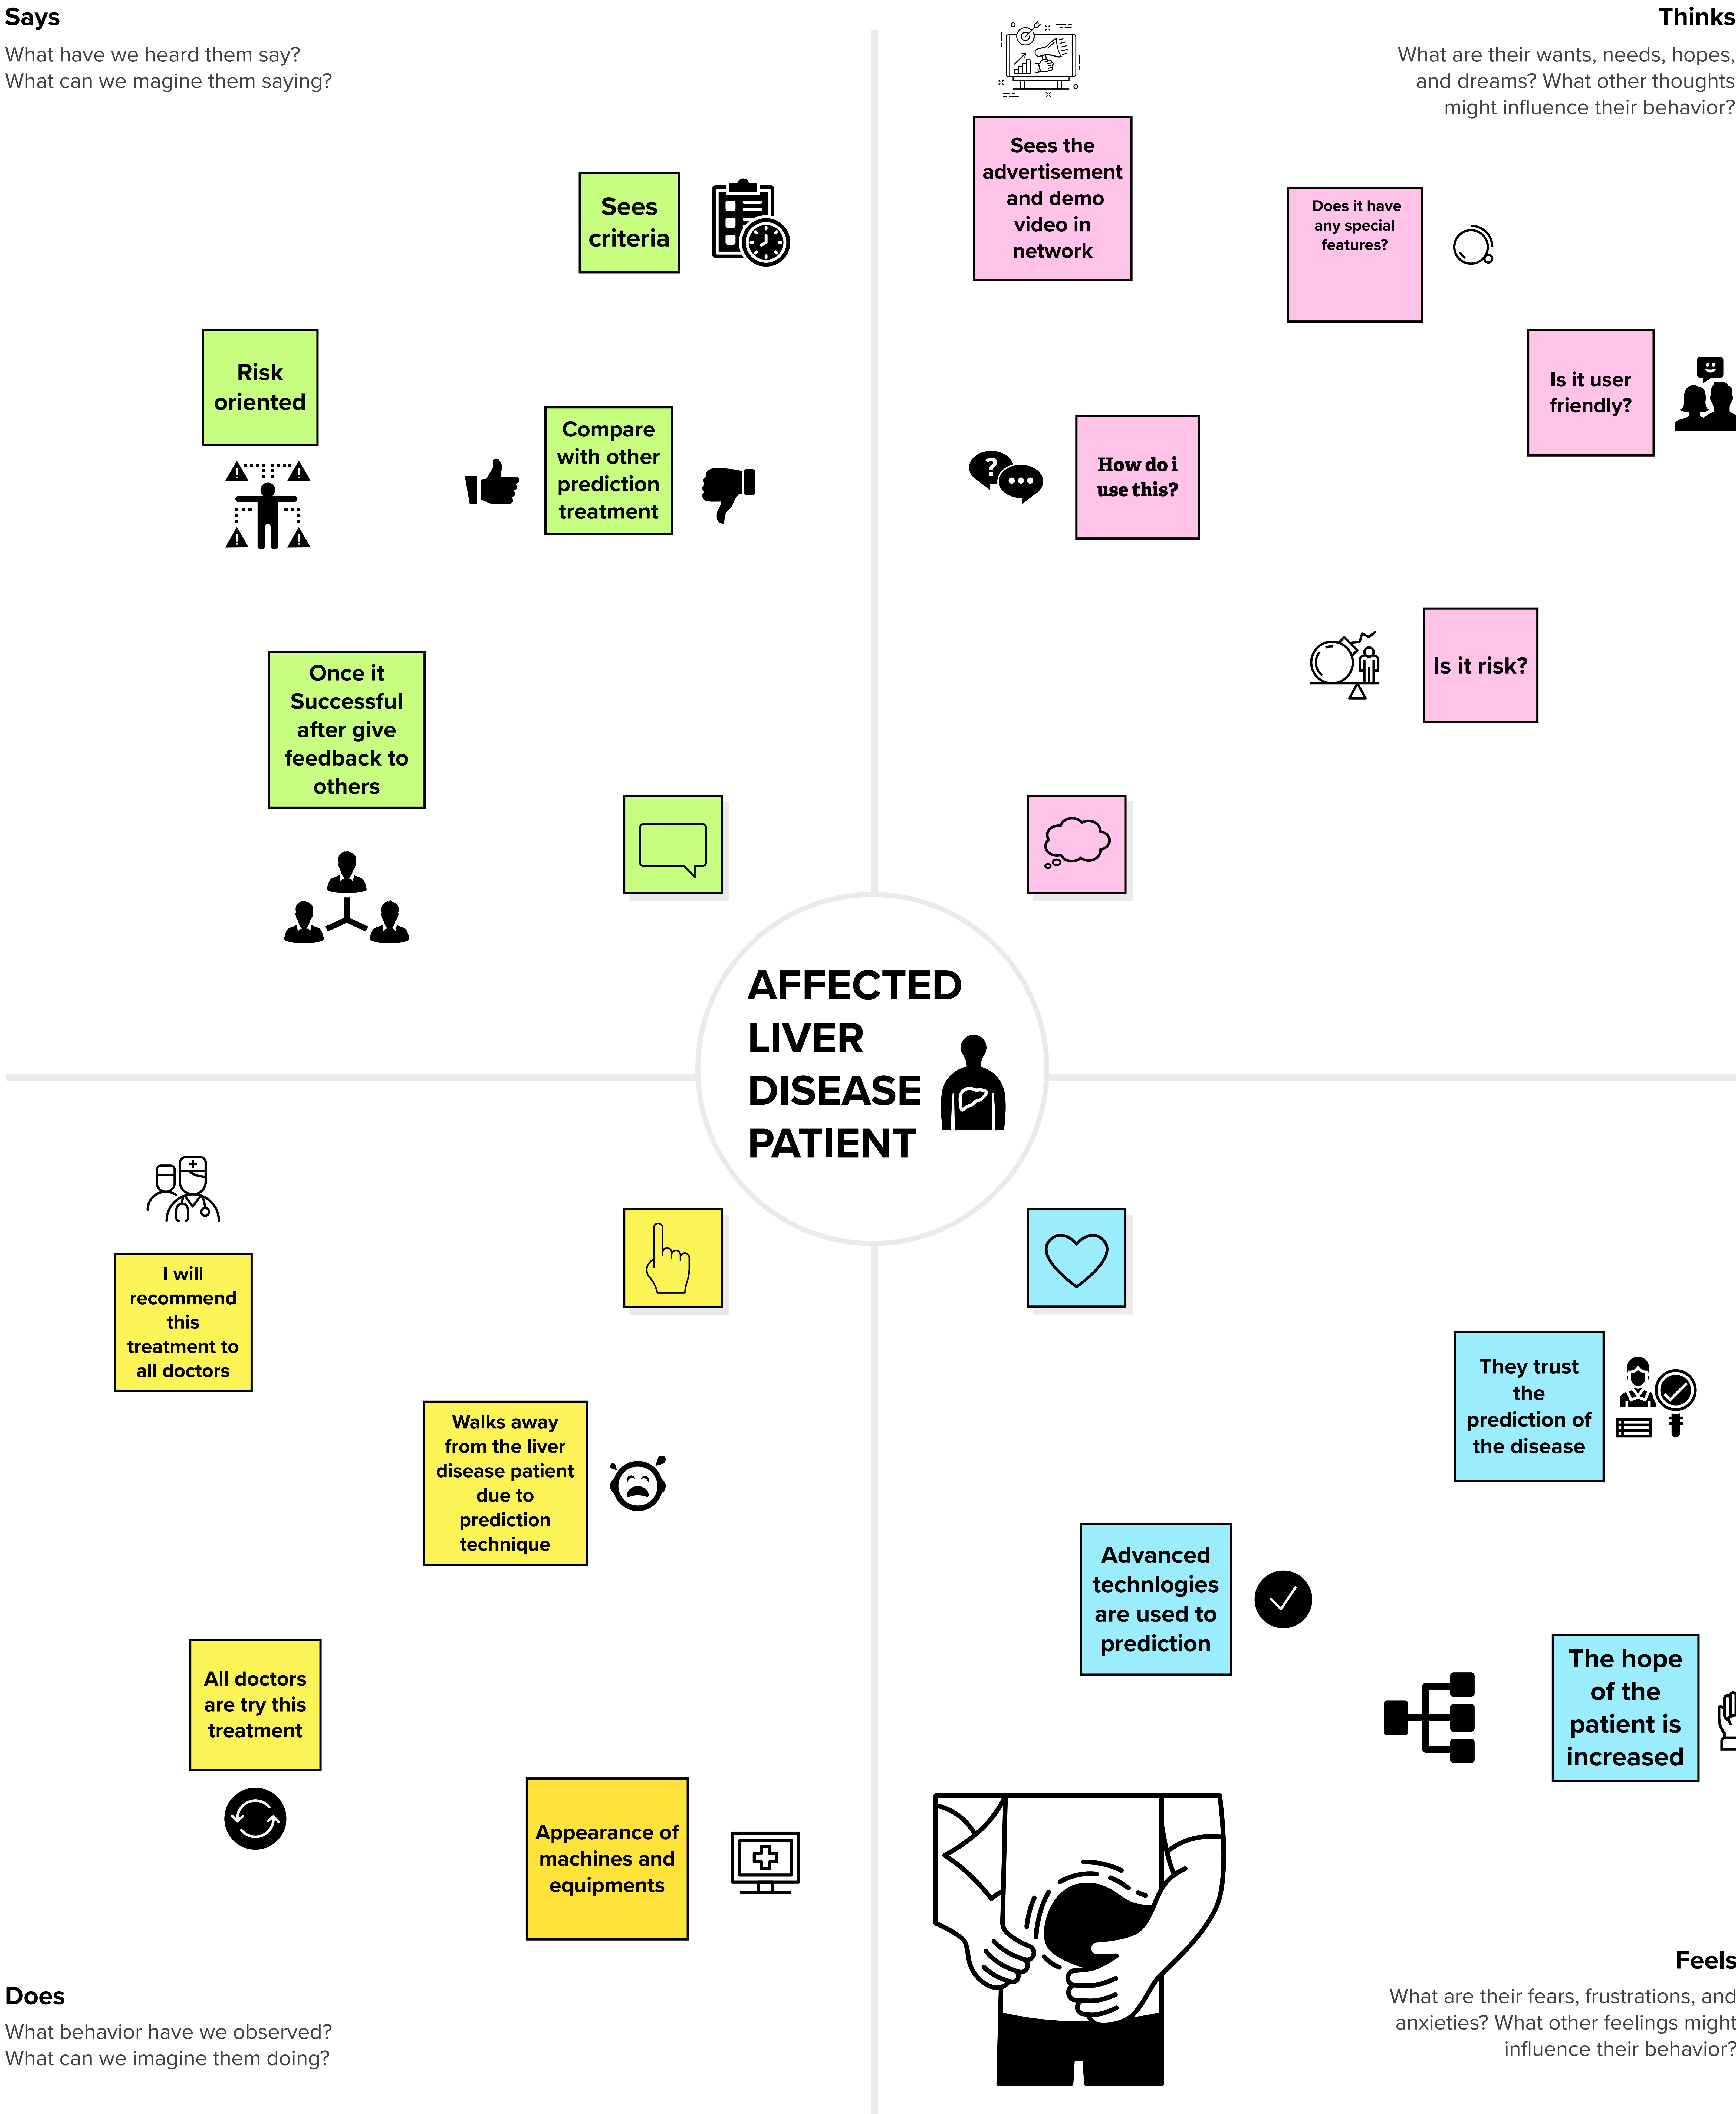 Says
What have we heard them say?
What can we magine them saying?
Thinks
What are their wants, needs, hopes,
and dreams? What other thoughts
might influence their behavior?
Sees
criteria
Risk
oriented
Compare
with other
prediction
treatment
Once it
Successful
after give
feedback to
others
Sees the
advertisement
and demo
video in
network
Does it have
any special
features?
Is it user
friendly?
?
How do i
use this?
Is it risk?
AFFECTED
LIVER
DISEASE
PATIENT
I will
recommend
this
treatment to
all doctors
Walks away
from the liver
disease patient
due to
prediction
technique
All doctors
are try this
treatment
Appearance of
machines and
equipments
They trust
the
prediction of
the disease
Advanced
technlogies
are used to
prediction
The hope
of the
patient is
increased
Does
What behavior have we observed?
What can we imagine them doing?
Feels
What are their fears, frustrations, and
anxieties? What other feelings might
influence their behavior?